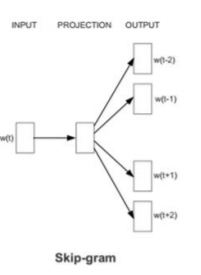 INPUT PROJECTION OUTPUT
w(t-2)
w(t-1)
w(t)
w(t+1)
w(t+2)
Skip-gram